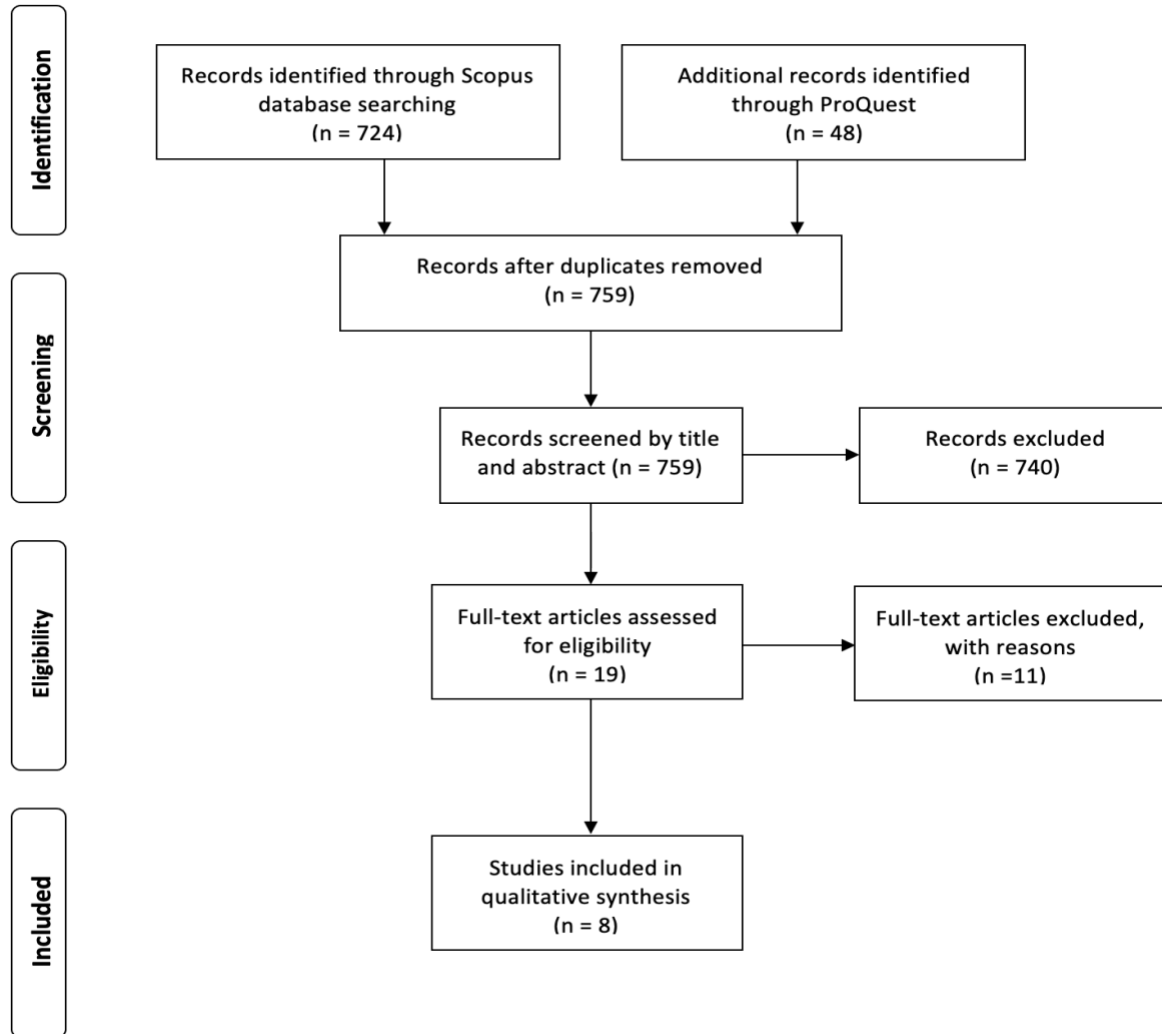 Identification
Records identified through Scopus
database searching
(n = 724)
Additional records identified
through ProQuest
(n = 48)
Records after duplicates removed
(n = 759)
Screening
Records screened by title
and abstract (n = 759)
Records excluded
(n = 740)
Eligibility
Full-text articles assessed
for eligibility
(n = 19)
Full-text articles excluded,
with reasons
(n =11)
Included
Studies included in
qualitative synthesis
(n = 8)